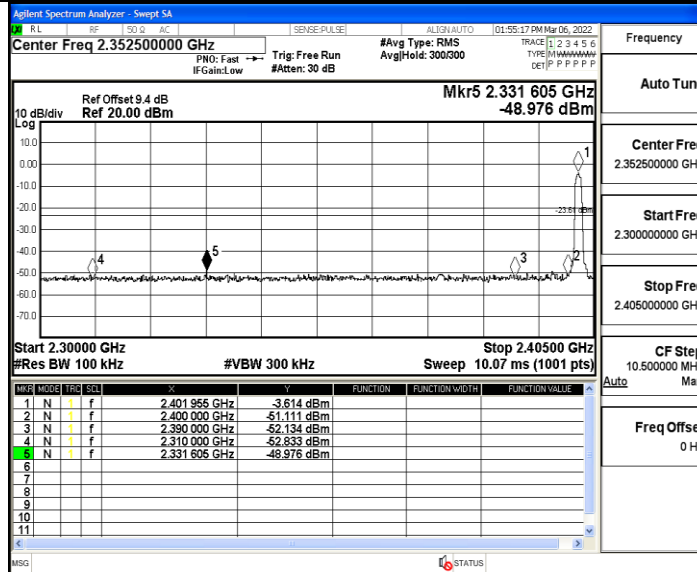 Agilent Spectrum Analyzer - Swept SA
RL RF 50 Ω AC SENSE:PULSE ALIGNAUTO 01:55:17 PM Mar 06, 2022
Center Freq 2.352500000 GHz
PNO: Fast
IFGain:Low
Trig: Free Run
#Atten: 30 dB
#Avg Type: RMS
Avg|Hold: 300/300
TRACE 1 2 3 4 5 6
TYPE M
DET P P P P P P
Ref Offset 9.4 dB
Ref 20.00 dBm
10 dB/div
Log
Mkr5 2.331 605 GHz
-48.976 dBm
10.0
0.00
-10.0
-20.0
-30.0
-40.0
-50.0
-60.0
-70.0
1
dBm
4
5
3
2
Start 2.30000 GHz
Stop 2.40500 GHz
#Res BW 100 kHz #VBW 300 kHz Sweep 10.07 ms (1001 pts)
MKR MODE TRC SCL X Y FUNCTION FUNCTION WIDTH FUNCTION VALUE
1 N 1 f 2.401 955 GHz -3.614 dBm
2 N 1 f 2.400 000 GHz -51.111 dBm
3 N 1 f 2.390 000 GHz -52.134 dBm
4 N 1 f 2.310 000 GHz -52.833 dBm
5 N 1 f 2.331 605 GHz -48.976 dBm
6
7
8
9
10
11
MSG STATUS
Frequency
Auto Tun
Center Fre
2.352500000 GH
Start Fre
2.300000000 GH
Stop Fre
2.405000000 GH
CF Step
10.500000 MH
Auto Ma
Freq Offse
0 H